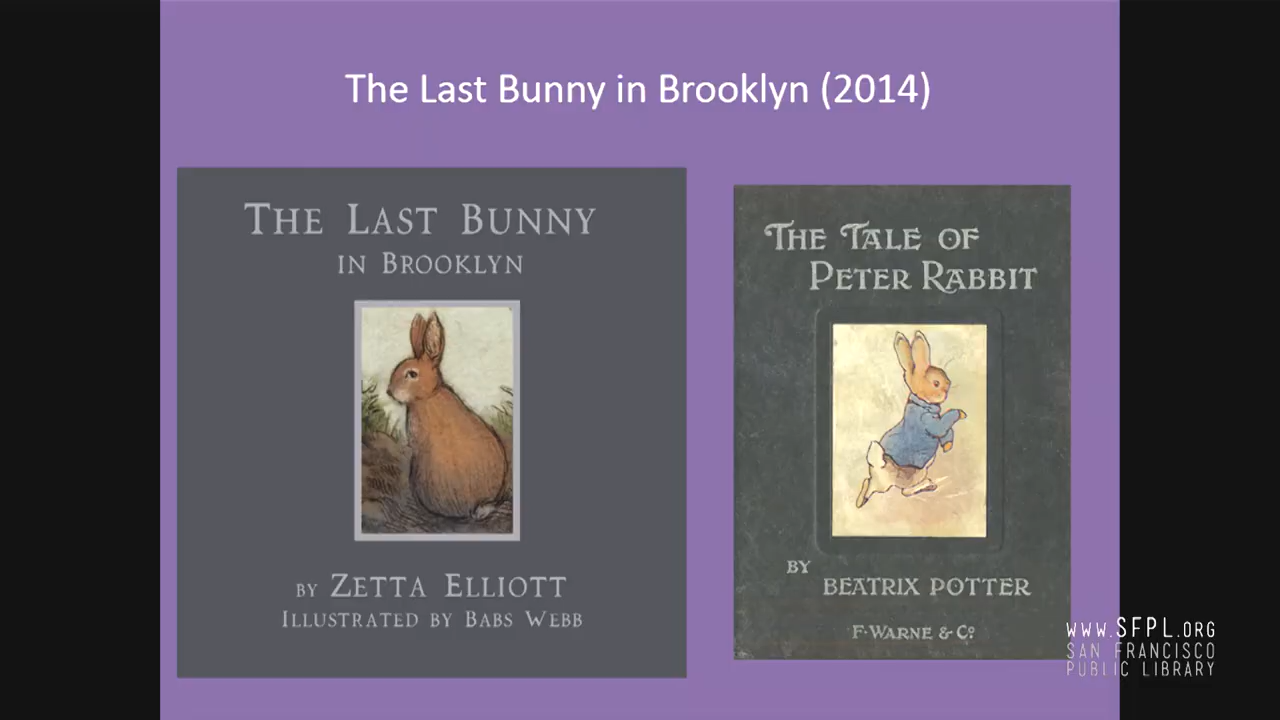 The Last Bunny in Brooklyn (2014)
THE LAST BUNNY
IN BROOKLYN
BY ZETTA ELLIOTT
ILLUSTRATED BY BABS WEBB
THE TALE OF
PETER RABBIT
BY
BEATRIX POTTER
F. WARNE & Co
WWW.SFPL.ORG
SAN FRANCISCO
PUBLIC LIBRARY